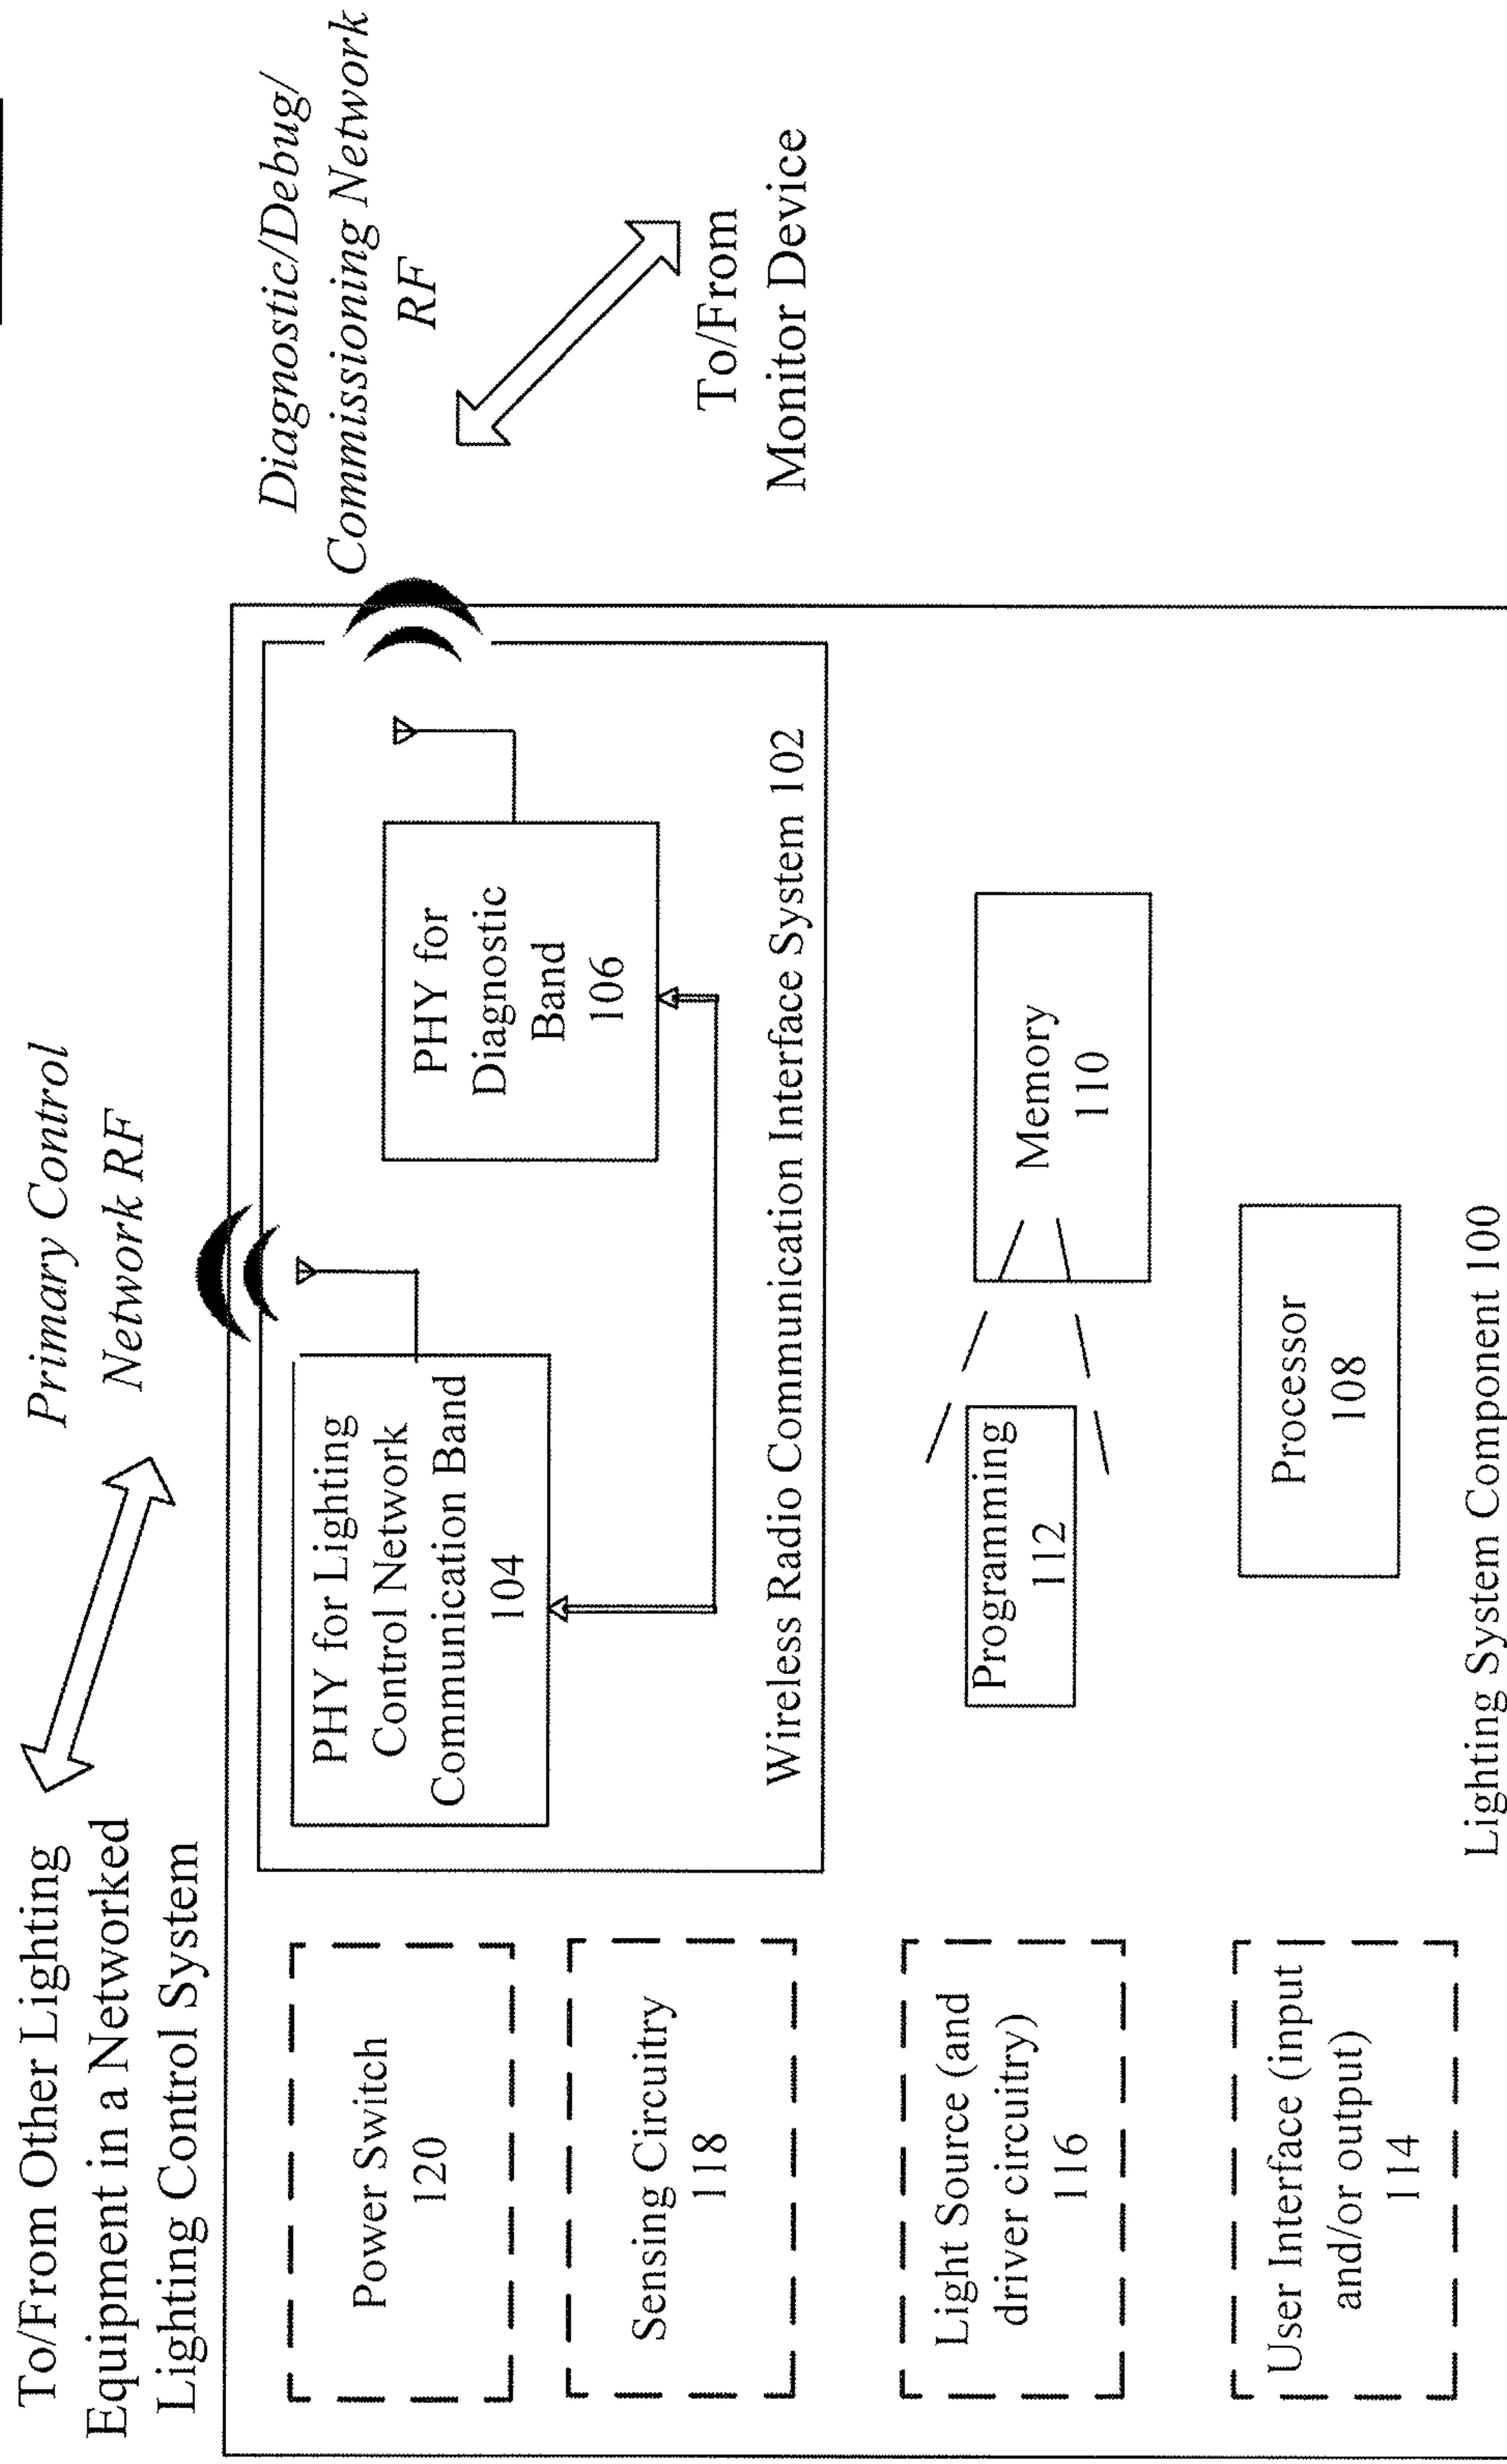 To/From Other Lighting
Equipment in a Networked
Lighting Control System
Primary Control
Network RF
Diagnostic/Debug/
Commissioning Network
RF
To/From
Monitor Device
Power Switch
120
Sensing Circuitry
118
Light Source (and
driver circuitry)
116
User Interface (input
and/or output)
114
PHY for Lighting
Control Network
Communication Band
104
PHY for
Diagnostic
Band
106
Wireless Radio Communication Interface System 102
Programming
112
Memory
110
Processor
108
Lighting System Component 100